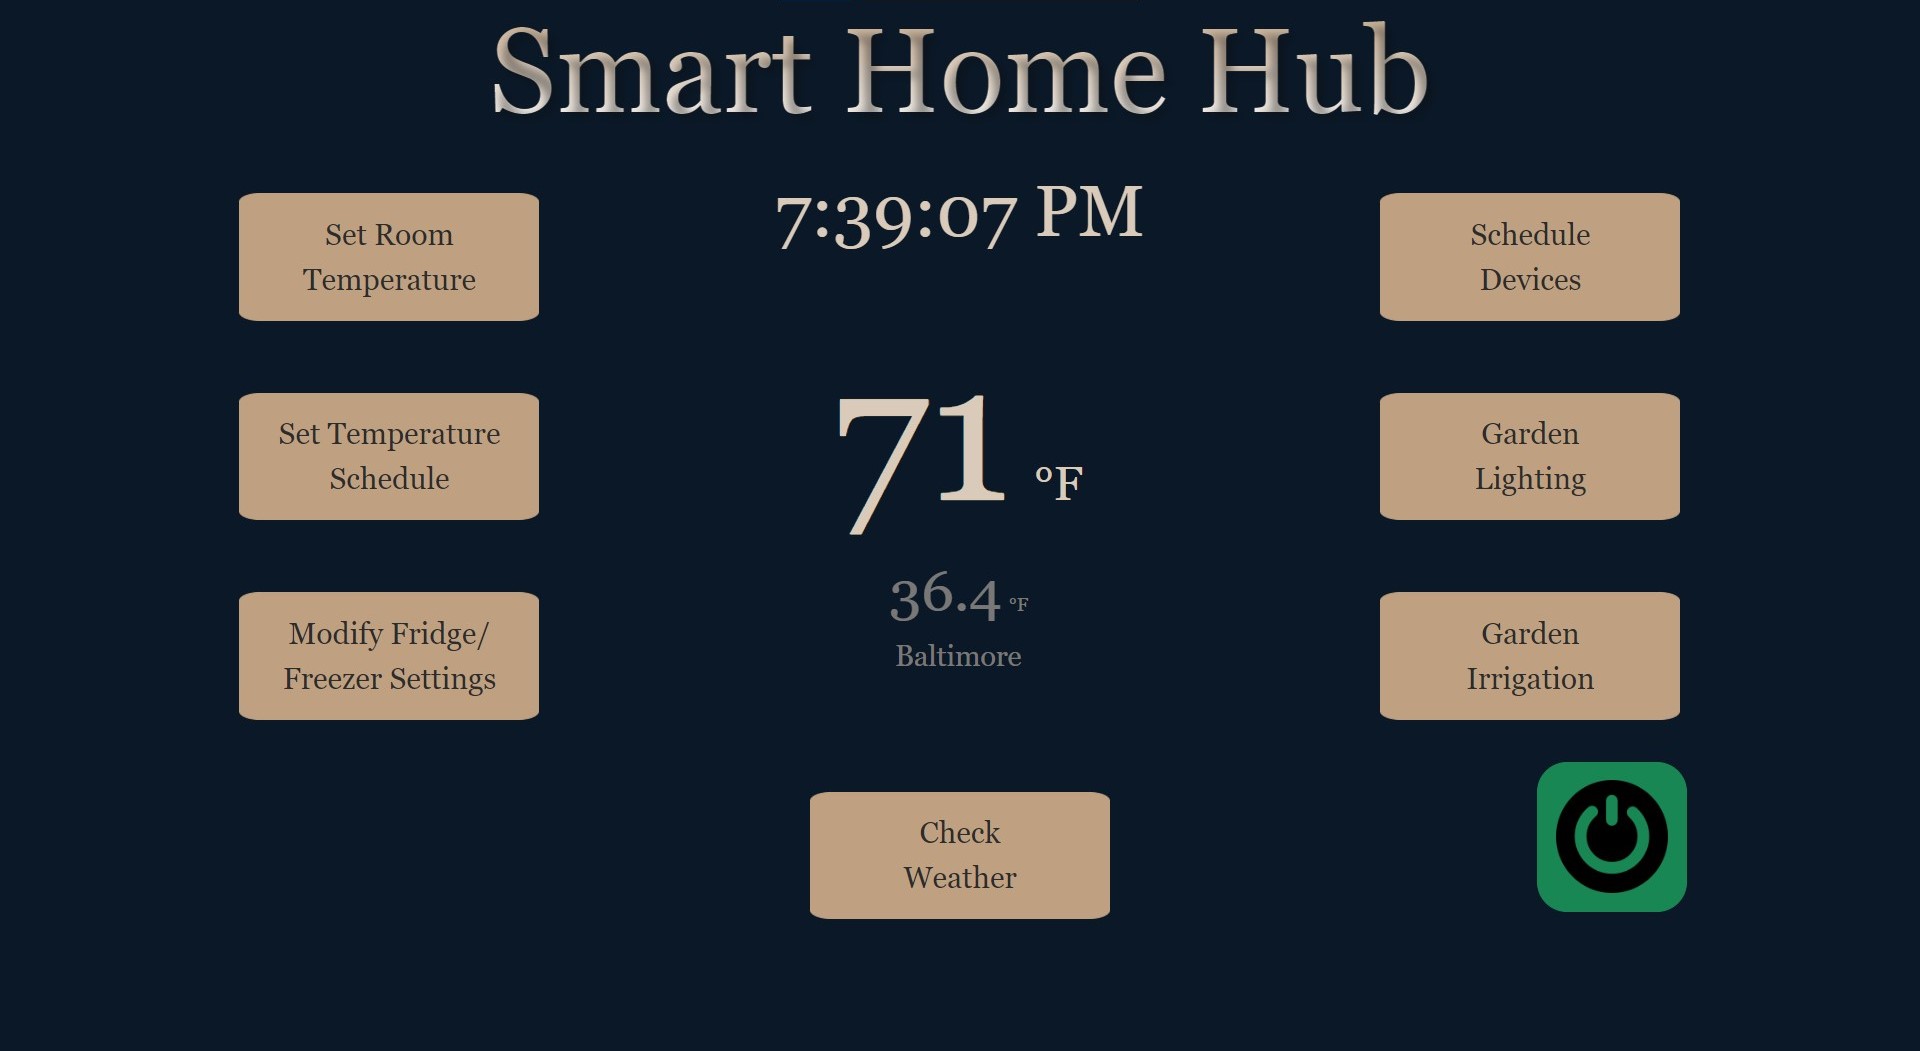 Smart Home Hub
7:39:07 PM
Set Room
Temperature
Schedule
Devices
71 °F
Set Temperature
Schedule
Garden
Lighting
36.4 °F
Baltimore
Modify Fridge/
Freezer Settings
Garden
Irrigation
Check
Weather